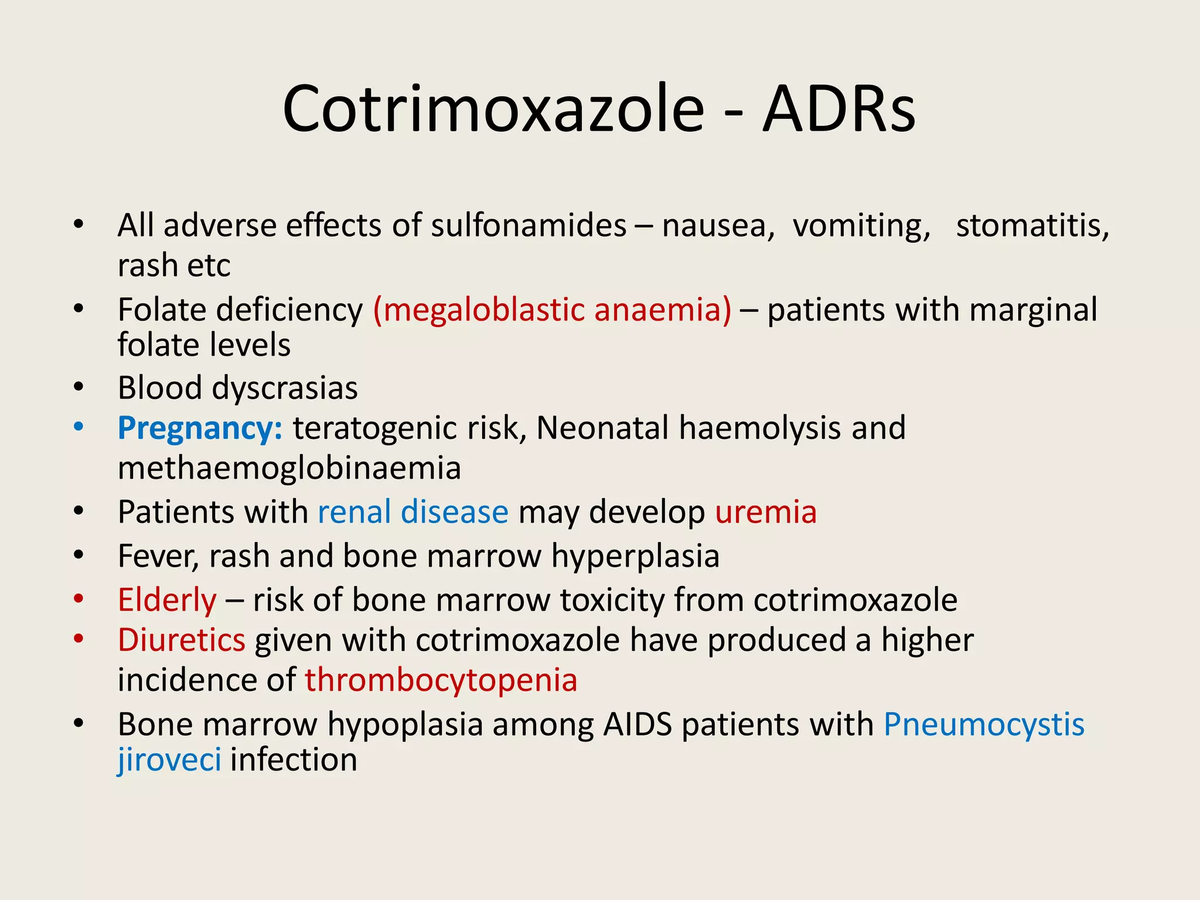 Cotrimoxazole - ADRs
• All adverse effects of sulfonamides – nausea, vomiting, stomatitis,
rash etc
• Folate deficiency (megaloblastic anaemia) – patients with marginal
folate levels
• Blood dyscrasias
• Pregnancy: teratogenic risk, Neonatal haemolysis and
methaemoglobinaemia
• Patients with renal disease may develop uremia
• Fever, rash and bone marrow hyperplasia
• Elderly – risk of bone marrow toxicity from cotrimoxazole
• Diuretics given with cotrimoxazole have produced a higher
incidence of thrombocytopenia
• Bone marrow hypoplasia among AIDS patients with Pneumocystis
jiroveci infection